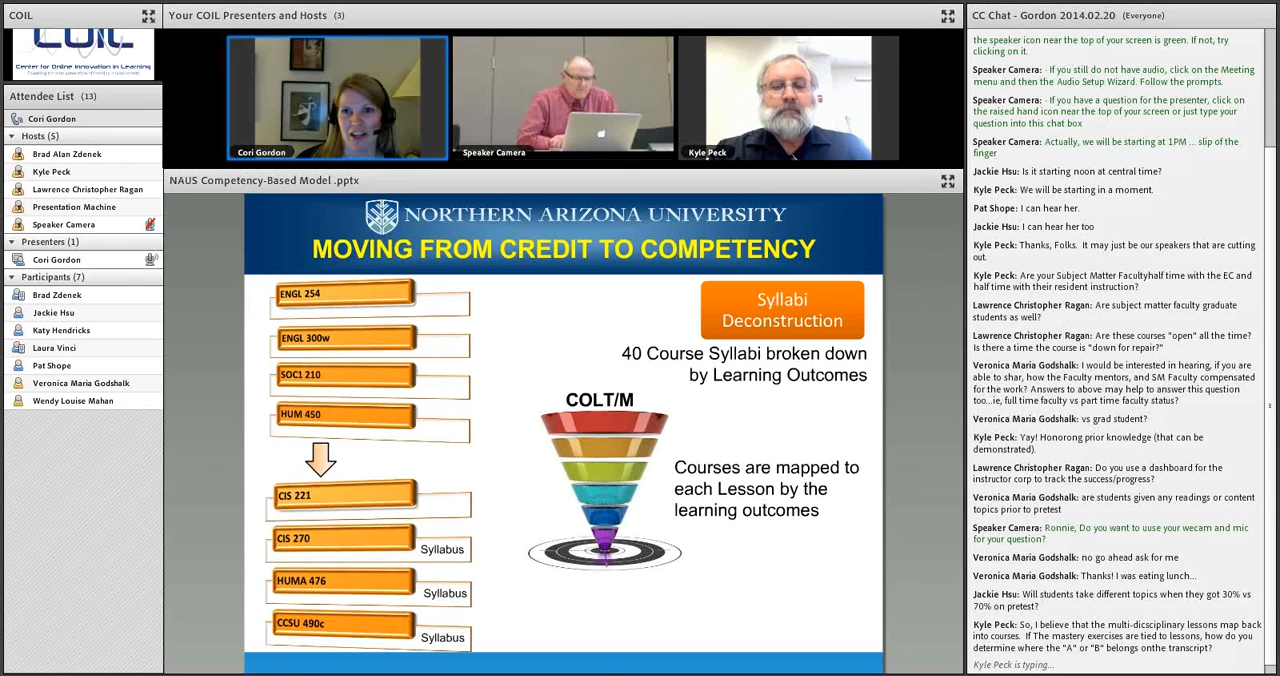 COIL
COIL
Center for Online Innovation in Learning
Attendee List (13)
Cori Gordon
Hosts (5)
Brad Alan Zdenek
Kyle Peck
Lawrence Christopher Ragan
Presentation Machine
Speaker Camera
Presenters (1)
Cori Gordon
Participants (7)
Brad Zdenek
Jackie Hsu
Katy Hendricks
Laura Vinci
Pat Shope
Veronica Maria Godshalk
Wendy Louise Mahan
Your COIL Presenters and Hosts (3)
Cori Gordon
Speaker Camera
Kyle Peck
NAUS Competency-Based Model .pptx
NORTHERN ARIZONA UNIVERSITY
MOVING FROM CREDIT TO COMPETENCY
ENGL 254
ENGL 300w
SOC1 210
HUM 450
CIS 221
CIS 270
Syllabus
HUMA 476
Syllabus
CCSU 490c
Syllabus
Syllabi
Deconstruction
40 Course Syllabi broken down
by Learning Outcomes
COLT/M
Courses are mapped to
each Lesson by the
learning outcomes
CC Chat - Gordon 2014.02.20 (Everyone)
the speaker icon near the top of your screen is green. If not, try
clicking on it.
Speaker Camera: - If you still do not have audio, click on the Meeting
menu and then the Audio Setup Wizard. Follow the prompts.
Speaker Camera: - If you have a question for the presenter, click on
the raised hand icon near the top of your screen or just type your
question into this chat box
Speaker Camera: Actually, we will be starting at 1PM ... slip of the
finger
Jackie Hsu: Is it starting noon at central time?
Kyle Peck: We will be starting in a moment.
Pat Shope: I can hear her.
Jackie Hsu: I can hear her too
Kyle Peck: Thanks, Folks. It may just be our speakers that are cutting
out.
Kyle Peck: Are your Subject Matter Facultyhalf time with the EC and
half time with their resident instruction?
Lawrence Christopher Ragan: Are subject matter faculty graduate
students as well?
Lawrence Christopher Ragan: Are these courses "open" all the time?
Is there a time the course is "down for repair?"
Veronica Maria Godshalk: I would be interested in hearing, if you are
able to shar, how the Faculty mentors, and SM Faculty compensated
for the work? Answers to above may help to answer this question
too...ie, full time faculty vs part time faculty status?
Veronica Maria Godshalk: vs grad student?
Kyle Peck: Yay! Honorong prior knowledge (that can be
demonstrated).
Lawrence Christopher Ragan: Do you use a dashboard for the
instructor corp to track the success/progress?
Veronica Maria Godshalk: are students given any readings or content
topics prior to pretest
Speaker Camera: Ronnie, Do you want to uuse your wecam and mic
for your question?
Veronica Maria Godshalk: no go ahead ask for me
Veronica Maria Godshalk: Thanks! I was eating lunch...
Jackie Hsu: Will students take different topics when they got 30% vs
70% on pretest?
Kyle Peck: So, I believe that the multi-dicsciplinary lessons map back
into courses. If The mastery exercises are tied to lessons, how do you
determine where the "A" or "B" belongs onthe transcript?
Kyle Peck is typing...